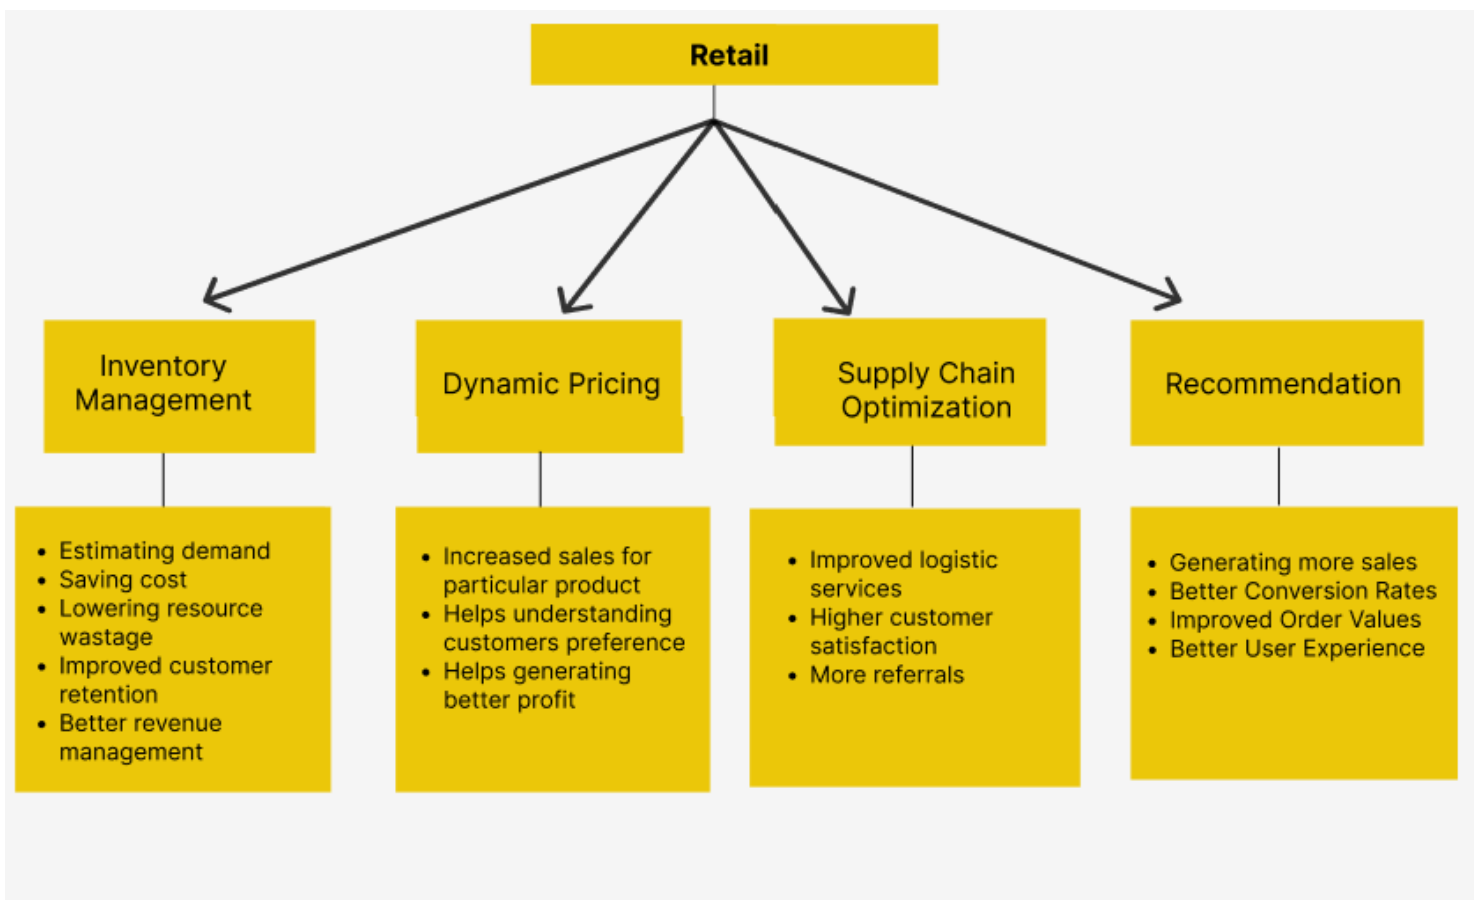 Retail
Inventory
Management
Dynamic Pricing
Supply Chain
Optimization
Recommendation
• Estimating demand
• Saving cost
• Lowering resource
wastage
• Improved customer
retention
• Better revenue
management
• Increased sales for
particular product
• Helps understanding
customers preference
• Helps generating
better profit
• Improved logistic
services
• Higher customer
satisfaction
• More referrals
• Generating more sales
• Better Conversion Rates
• Improved Order Values
• Better User Experience